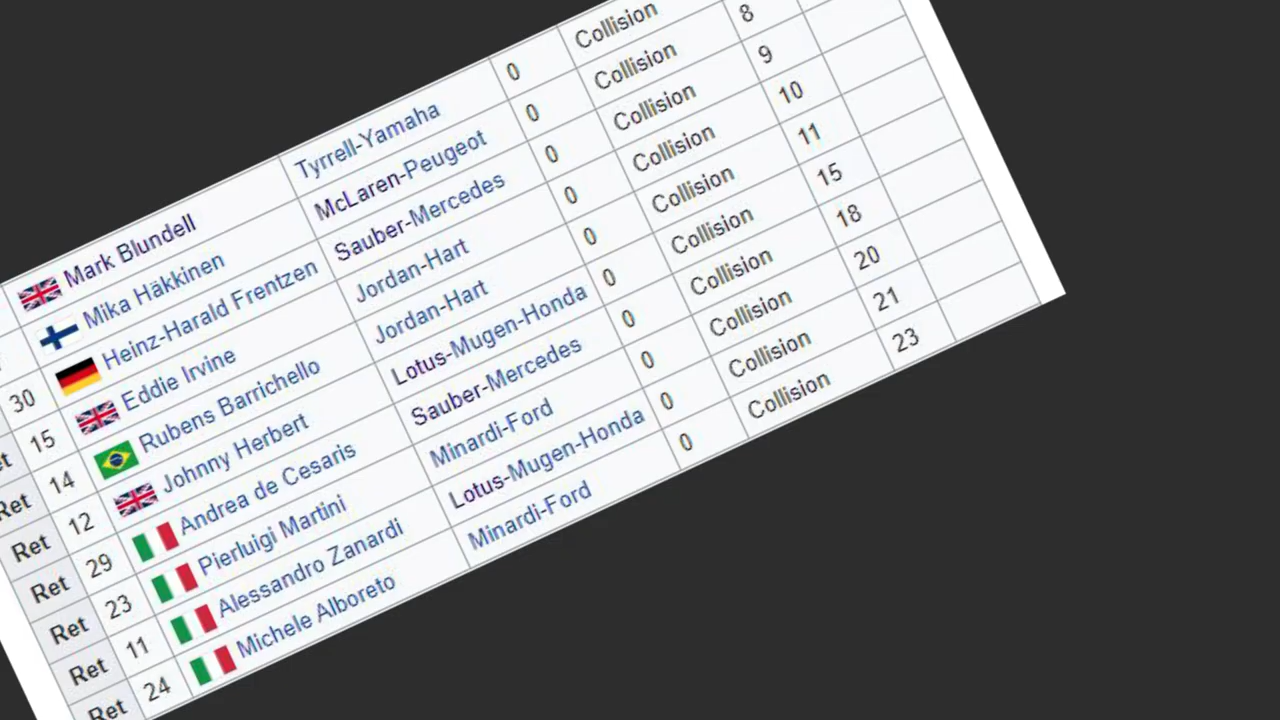 Mark Blundell Tyrrell-Yamaha 0 Collision
Mika Häkkinen McLaren-Peugeot 0 Collision 8
30 Heinz-Harald Frentzen Sauber-Mercedes 0 Collision 9
15 Eddie Irvine Jordan-Hart 0 Collision 10
Ret 14 Rubens Barrichello Jordan-Hart 0 Collision 11
Ret 12 Johnny Herbert Lotus-Mugen-Honda 0 Collision 15
Ret 29 Andrea de Cesaris Sauber-Mercedes 0 Collision 18
Ret 23 Pierluigi Martini Minardi-Ford 0 Collision 20
Ret 11 Alessandro Zanardi Lotus-Mugen-Honda 0 Collision 21
Ret 24 Michele Alboreto Minardi-Ford 0 Collision 23